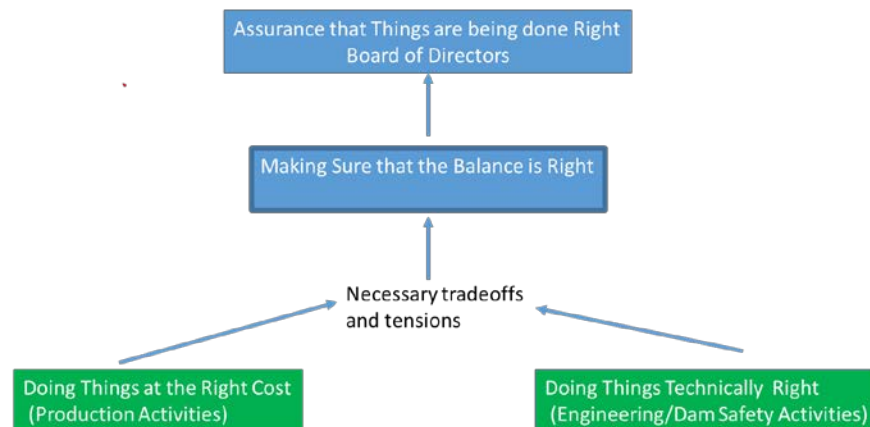 Assurance that Things are being done Right
Board of Directors
Making Sure that the Balance is Right
Necessary tradeoffs
and tensions
Doing Things at the Right Cost
(Production Activities)
Doing Things Technically Right
(Engineering/Dam Safety Activities)